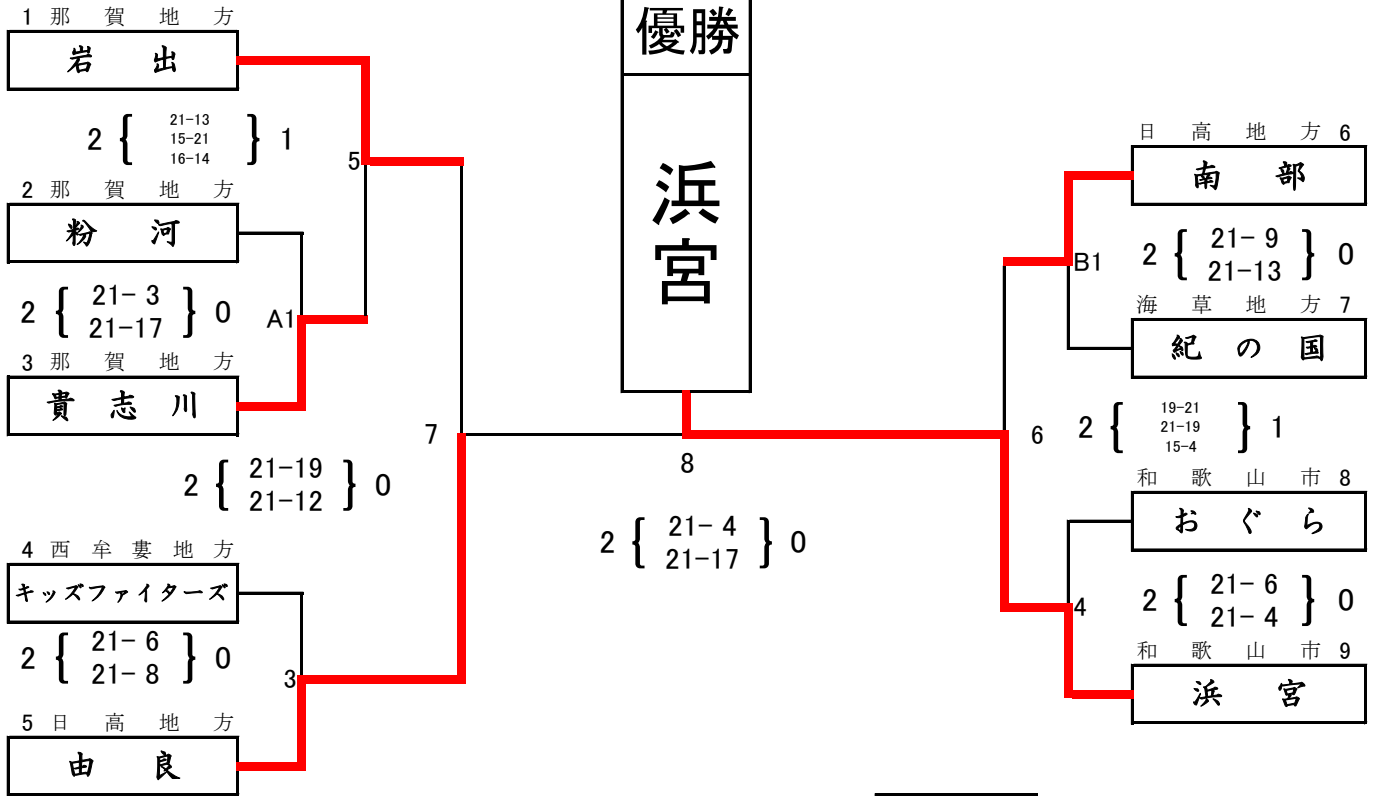 1 那賀地方
岩出
2 { 21-13 15-21 16-14 } 1
5
2 那賀地方
粉河
2 { 21- 3 21-17 } 0
A1
3 那賀地方
貴志川
7
2 { 21-19 21-12 } 0
4 西牟婁地方
キッズファイターズ
2 { 21- 6 21- 8 } 0
3
5 日高地方
由良
優勝
浜宮
8
2 { 21- 4 21-17 } 0
日高地方 6
南部
B1
2 { 21- 9 21-13 } 0
海草地方 7
紀の国
6
2 { 19-21 21-19 15-4 } 1
和歌山市 8
おぐら
4
2 { 21- 6 21- 4 } 0
和歌山市 9
浜宮